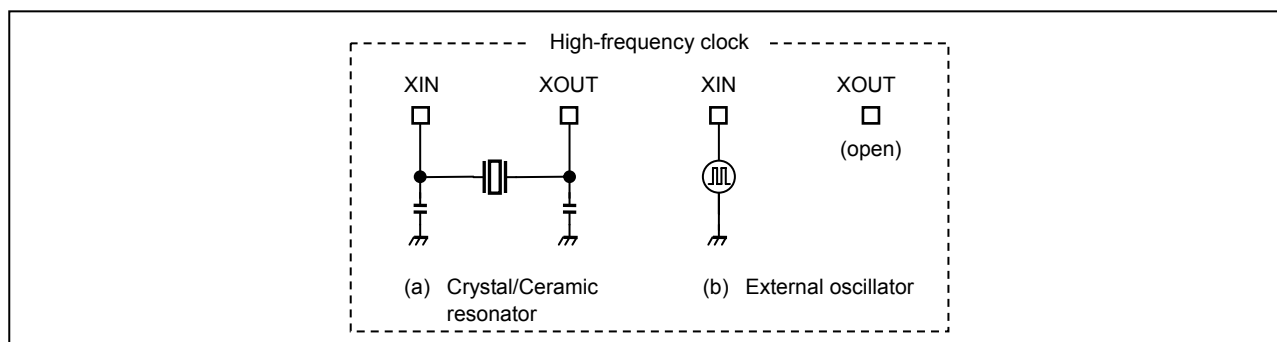 High-frequency clock
XIN XOUT XIN XOUT
(open)
(a) Crystal/Ceramic
resonator
(b) External oscillator